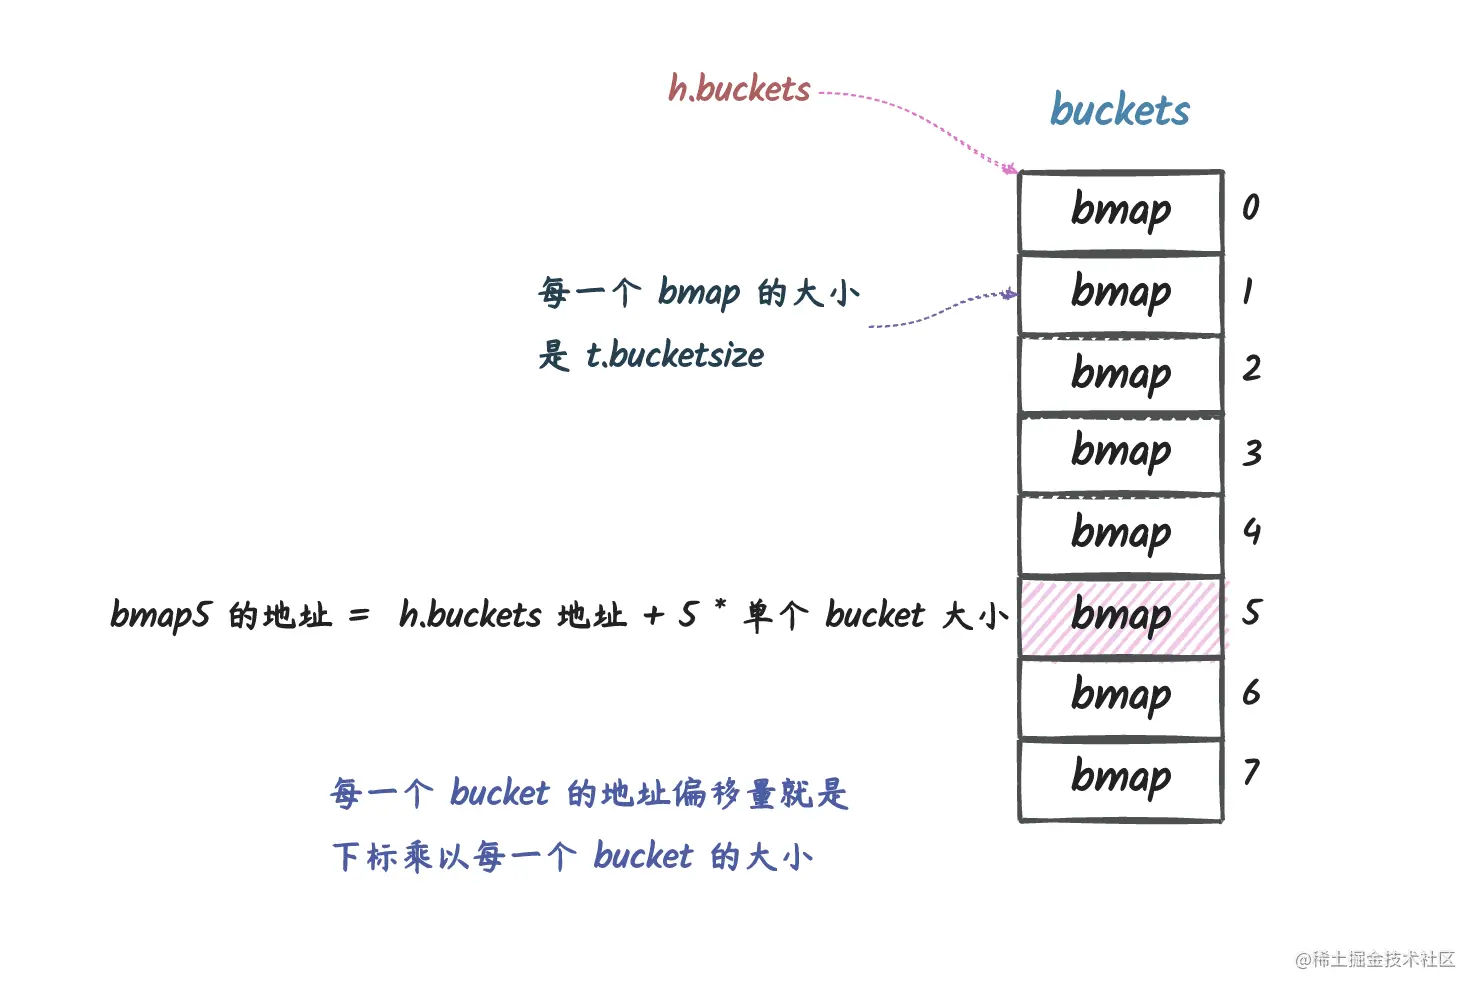 h.buckets
buckets
bmap 0
每一个 bmap 的大小
是 t.bucketsize
bmap 1
bmap 2
bmap 3
bmap 4
bmap5 的地址 = h.buckets 地址 + 5 * 单个 bucket 大小
bmap 5
bmap 6
bmap 7
每一个 bucket 的地址偏移量就是
下标乘以每一个 bucket 的大小
@稀土掘金技术社区